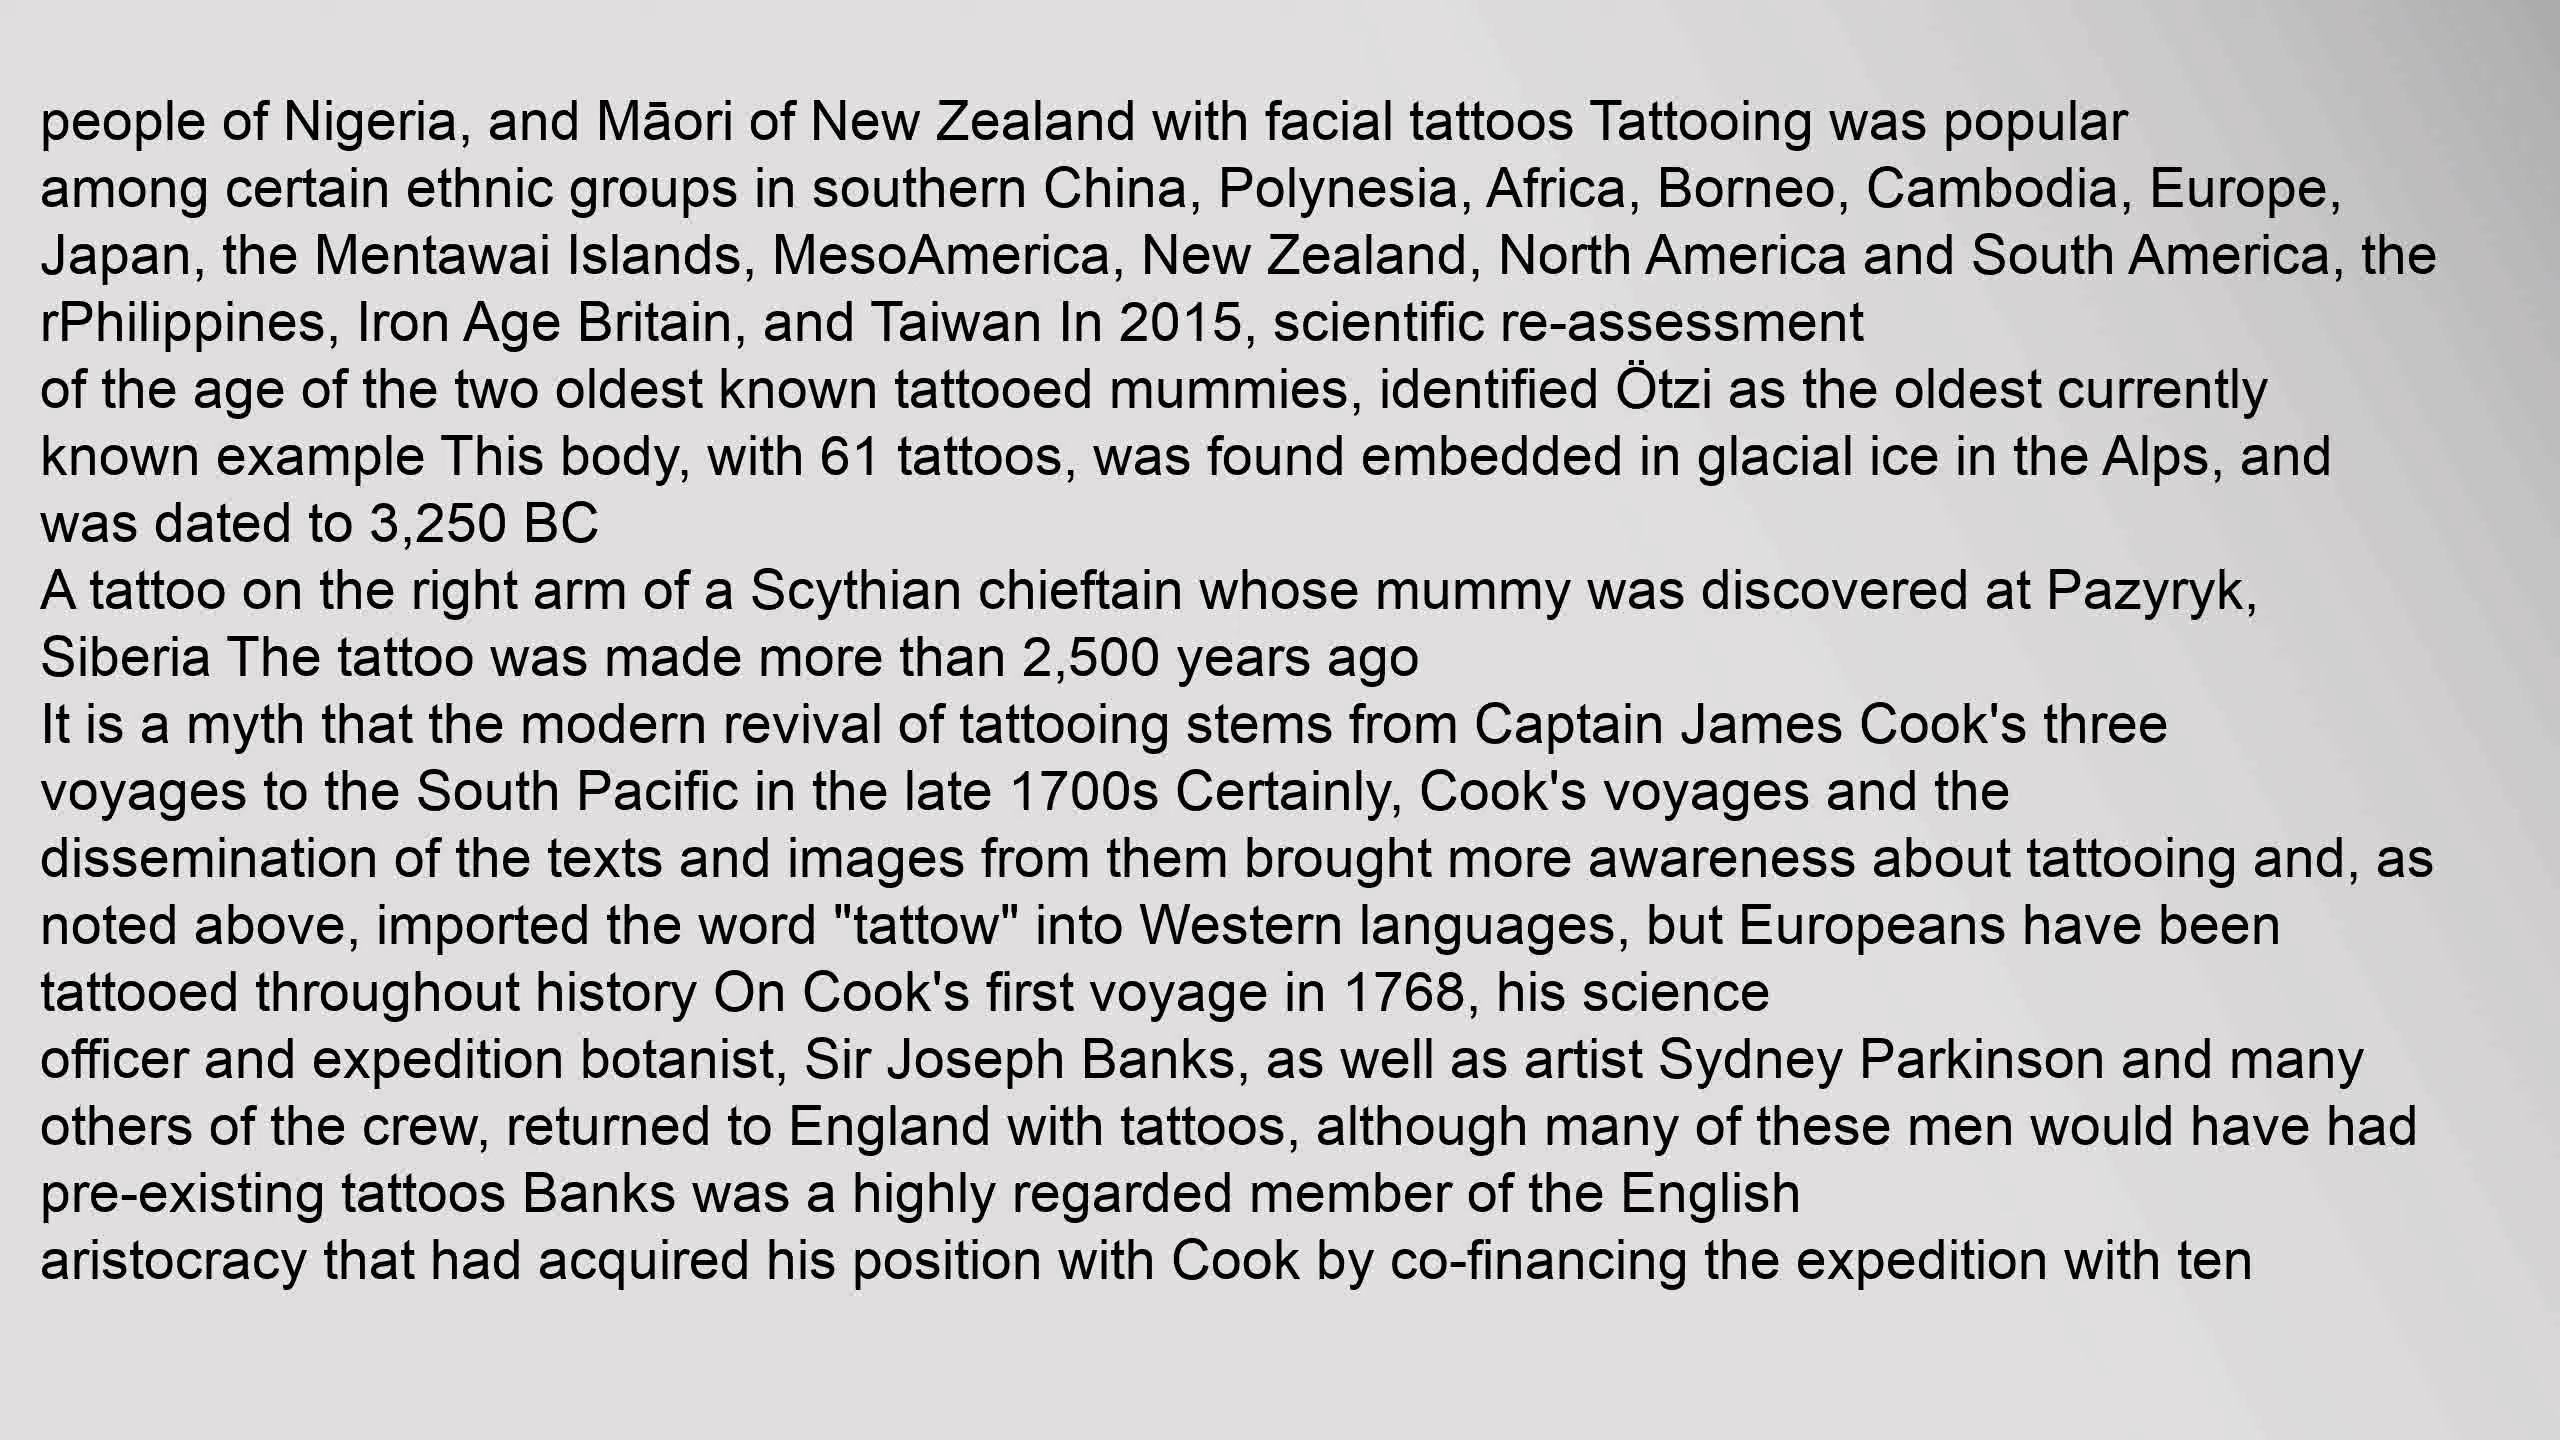 people of Nigeria, and Māori of New Zealand with facial tattoos Tattooing was popular
among certain ethnic groups in southern China, Polynesia, Africa, Borneo, Cambodia, Europe,
Japan, the Mentawai Islands, MesoAmerica, New Zealand, North America and South America, the
rPhilippines, Iron Age Britain, and Taiwan In 2015, scientific re-assessment
of the age of the two oldest known tattooed mummies, identified Ötzi as the oldest currently
known example This body, with 61 tattoos, was found embedded in glacial ice in the Alps, and
was dated to 3,250 BC
A tattoo on the right arm of a Scythian chieftain whose mummy was discovered at Pazyryk,
Siberia The tattoo was made more than 2,500 years ago
It is a myth that the modern revival of tattooing stems from Captain James Cook's three
voyages to the South Pacific in the late 1700s Certainly, Cook's voyages and the
dissemination of the texts and images from them brought more awareness about tattooing and, as
noted above, imported the word "tattow" into Western languages, but Europeans have been
tattooed throughout history On Cook's first voyage in 1768, his science
officer and expedition botanist, Sir Joseph Banks, as well as artist Sydney Parkinson and many
others of the crew, returned to England with tattoos, although many of these men would have had
pre-existing tattoos Banks was a highly regarded member of the English
aristocracy that had acquired his position with Cook by co-financing the expedition with ten